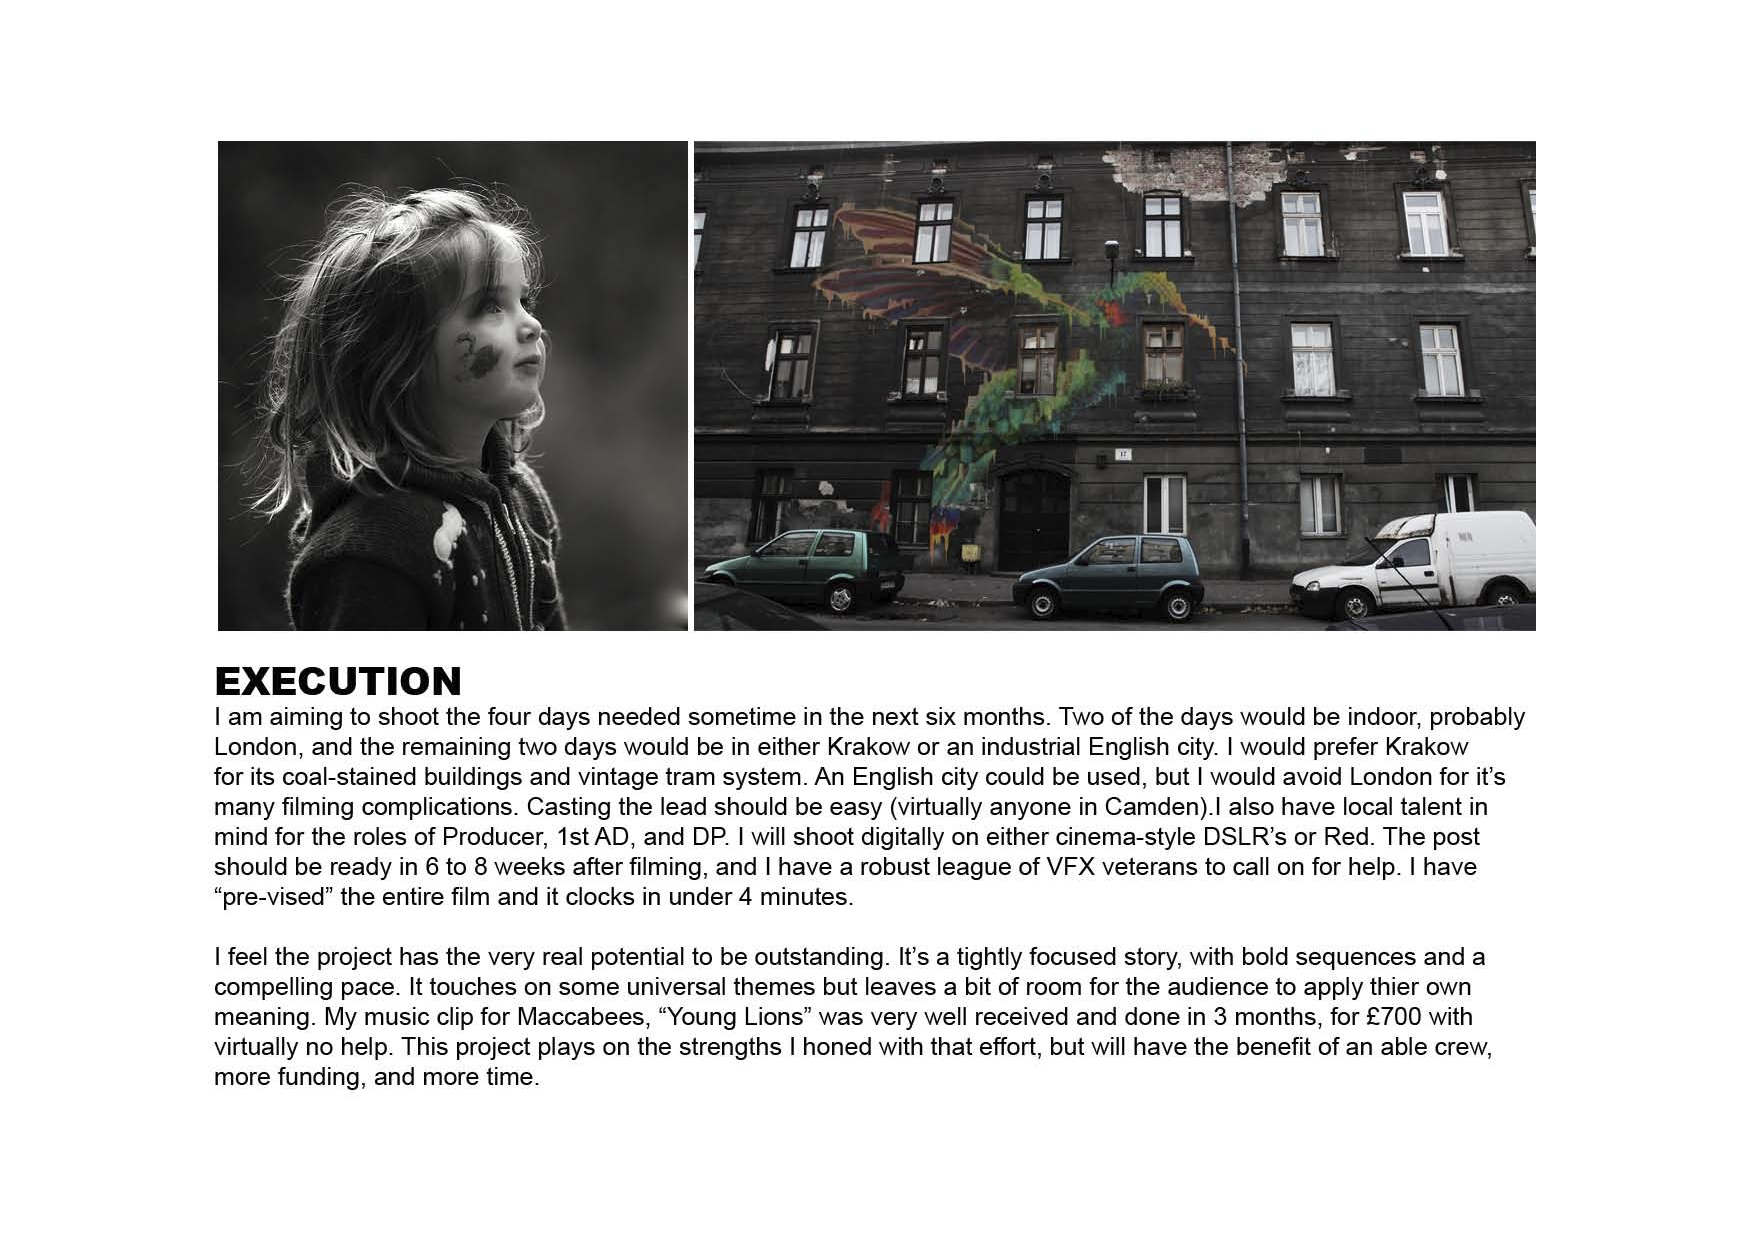 17
EXECUTION
I am aiming to shoot the four days needed sometime in the next six months. Two of the days would be indoor, probably
London, and the remaining two days would be in either Krakow or an industrial English city. I would prefer Krakow
for its coal-stained buildings and vintage tram system. An English city could be used, but I would avoid London for it’s
many filming complications. Casting the lead should be easy (virtually anyone in Camden).I also have local talent in
mind for the roles of Producer, 1st AD, and DP. I will shoot digitally on either cinema-style DSLR’s or Red. The post
should be ready in 6 to 8 weeks after filming, and I have a robust league of VFX veterans to call on for help. I have
“pre-vised” the entire film and it clocks in under 4 minutes.
I feel the project has the very real potential to be outstanding. It’s a tightly focused story, with bold sequences and a
compelling pace. It touches on some universal themes but leaves a bit of room for the audience to apply thier own
meaning. My music clip for Maccabees, “Young Lions” was very well received and done in 3 months, for £700 with
virtually no help. This project plays on the strengths I honed with that effort, but will have the benefit of an able crew,
more funding, and more time.